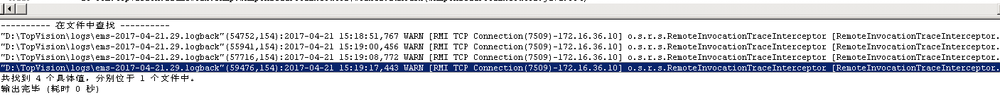 ---------- 在文件中查找 ----------
"D:\TopVision\logs\ems-2017-04-21.29.logback"(54752,154):2017-04-21 15:18:51,767 WARN [RMI TCP Connection(7509)-172.16.36.10] o.s.r.s.RemoteInvocationTraceInterceptor [RemoteInvocationTraceInterceptor.
"D:\TopVision\logs\ems-2017-04-21.29.logback"(55941,154):2017-04-21 15:19:00,456 WARN [RMI TCP Connection(7509)-172.16.36.10] o.s.r.s.RemoteInvocationTraceInterceptor [RemoteInvocationTraceInterceptor.
"D:\TopVision\logs\ems-2017-04-21.29.logback"(57716,154):2017-04-21 15:19:08,772 WARN [RMI TCP Connection(7509)-172.16.36.10] o.s.r.s.RemoteInvocationTraceInterceptor [RemoteInvocationTraceInterceptor.
"D:\TopVision\logs\ems-2017-04-21.29.logback"(59476,154):2017-04-21 15:19:17,443 WARN [RMI TCP Connection(7509)-172.16.36.10] o.s.r.s.RemoteInvocationTraceInterceptor [RemoteInvocationTraceInterceptor.
共找到 4 个具体值，分别位于 1 个文件中。
输出完毕 (耗时 0 秒)